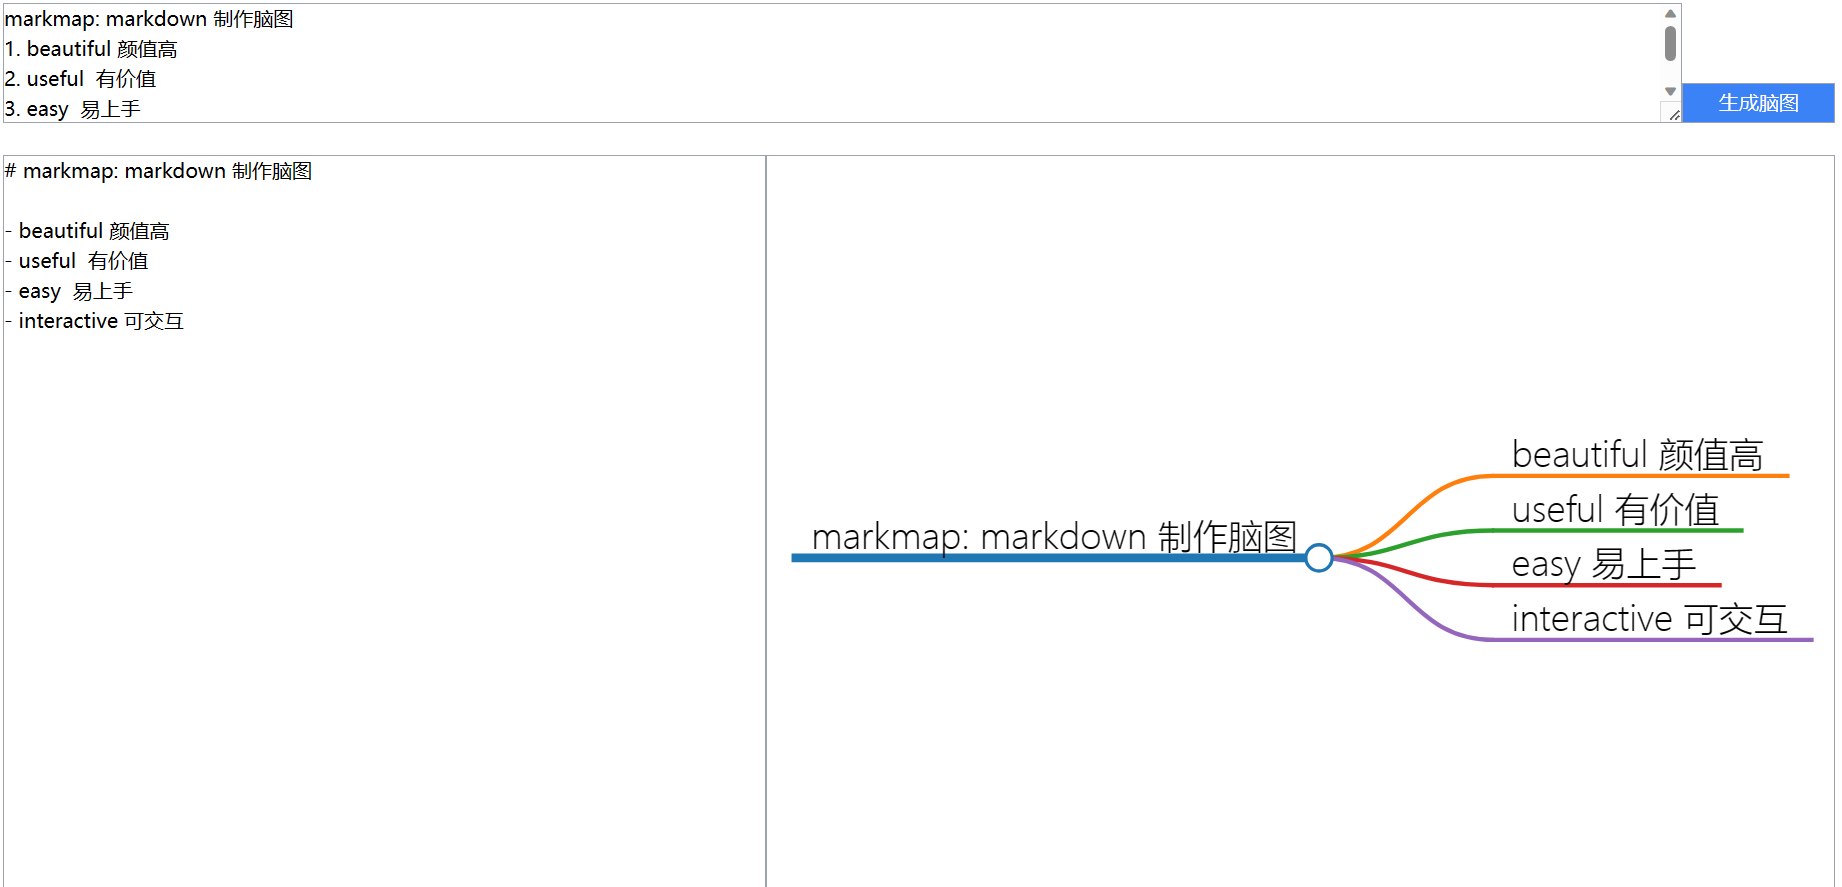 markmap: markdown 制作脑图
1. beautiful 颜值高
2. useful  有价值
3. easy  易上手
生成脑图
# markmap: markdown 制作脑图
- beautiful 颜值高
- useful  有价值
- easy  易上手
- interactive 可交互
markmap: markdown 制作脑图
beautiful 颜值高
useful 有价值
easy 易上手
interactive 可交互